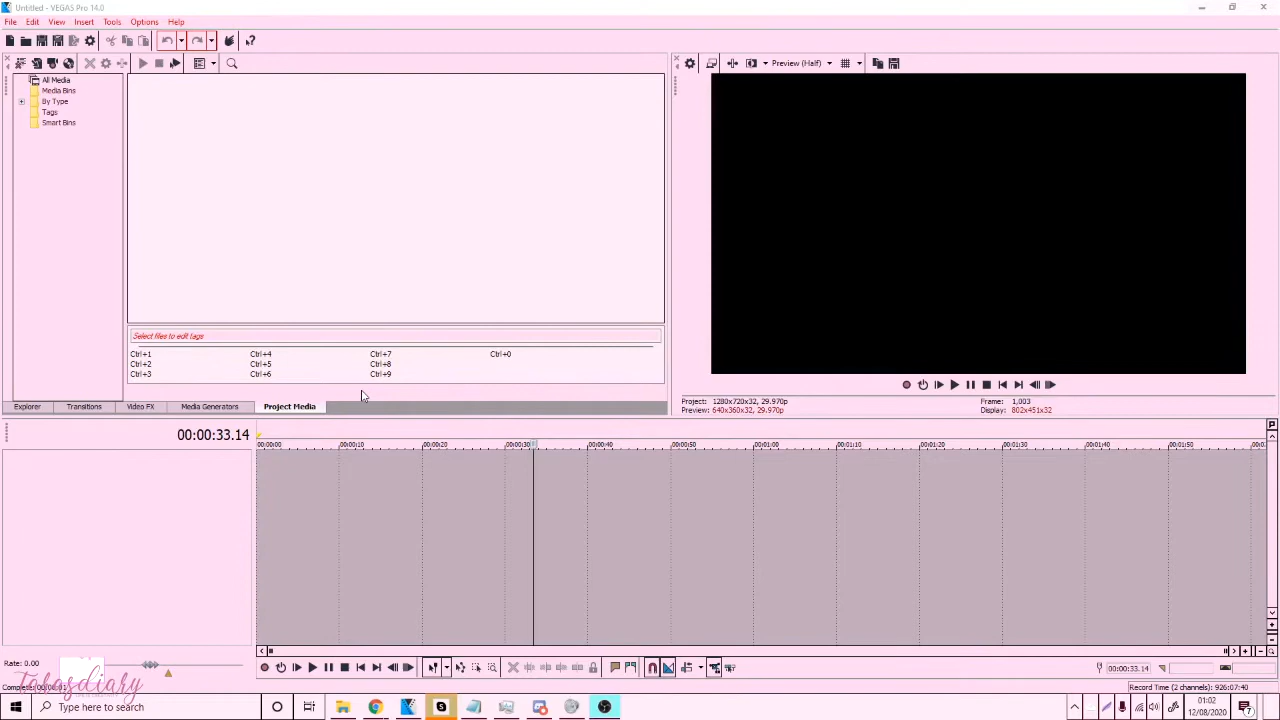 Untitled - VEGAS Pro 14.0
File Edit View Insert Tools Options Help
All Media
Media Bins
By Type
Tags
Smart Bins
Preview (Half)
Select files to edit tags
Ctrl+1 Ctrl+4 Ctrl+7 Ctrl+0
Ctrl+2 Ctrl+5 Ctrl+8
Ctrl+3 Ctrl+6 Ctrl+9
Explorer Transitions Video FX Media Generators Project Media
Project: 1280x720x32, 29.970p Frame: 1,003
Preview: 640x360x32, 29.970p Display: 802x451x32
00:00:33.14
00:00:00 00:00:10 00:00:20 00:00:30 00:00:40 00:00:50 00:01:00 00:01:10 00:01:20 00:01:30 00:01:40 00:01:50
Rate: 0.00
00:00:33.14
Record Time (2 channels): 926:07:40
Type here to search
01:02
12/08/2020
7